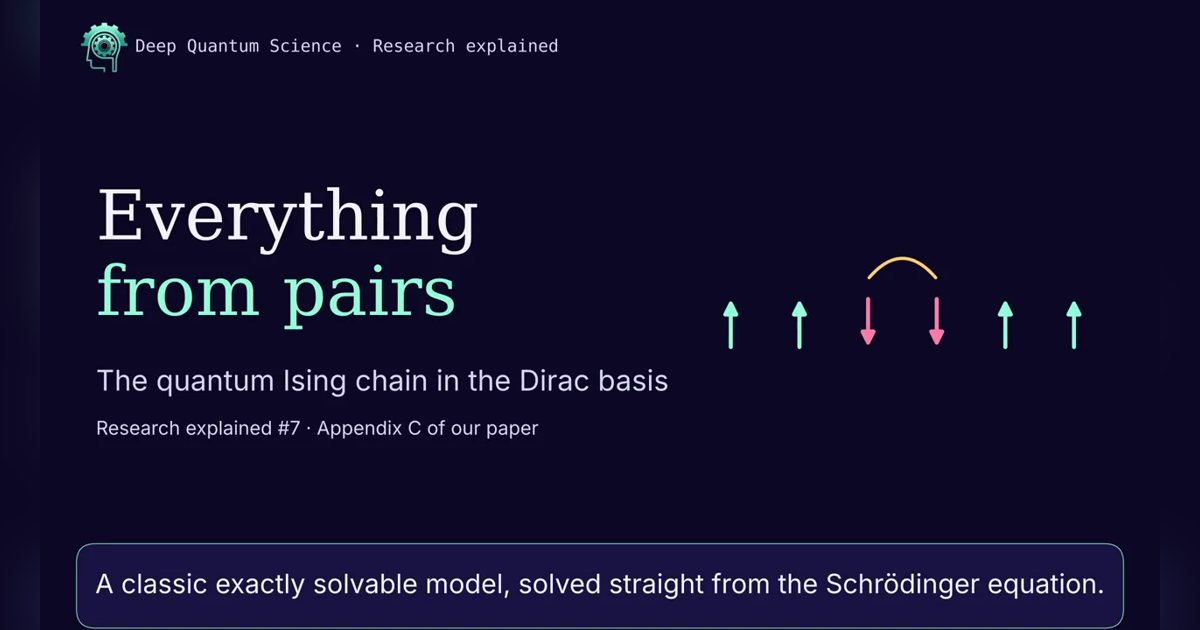 Deep Quantum Science · Research explained
Everything
from pairs
The quantum Ising chain in the Dirac basis
Research explained #7 · Appendix C of our paper
A classic exactly solvable model, solved straight from the Schrödinger equation.